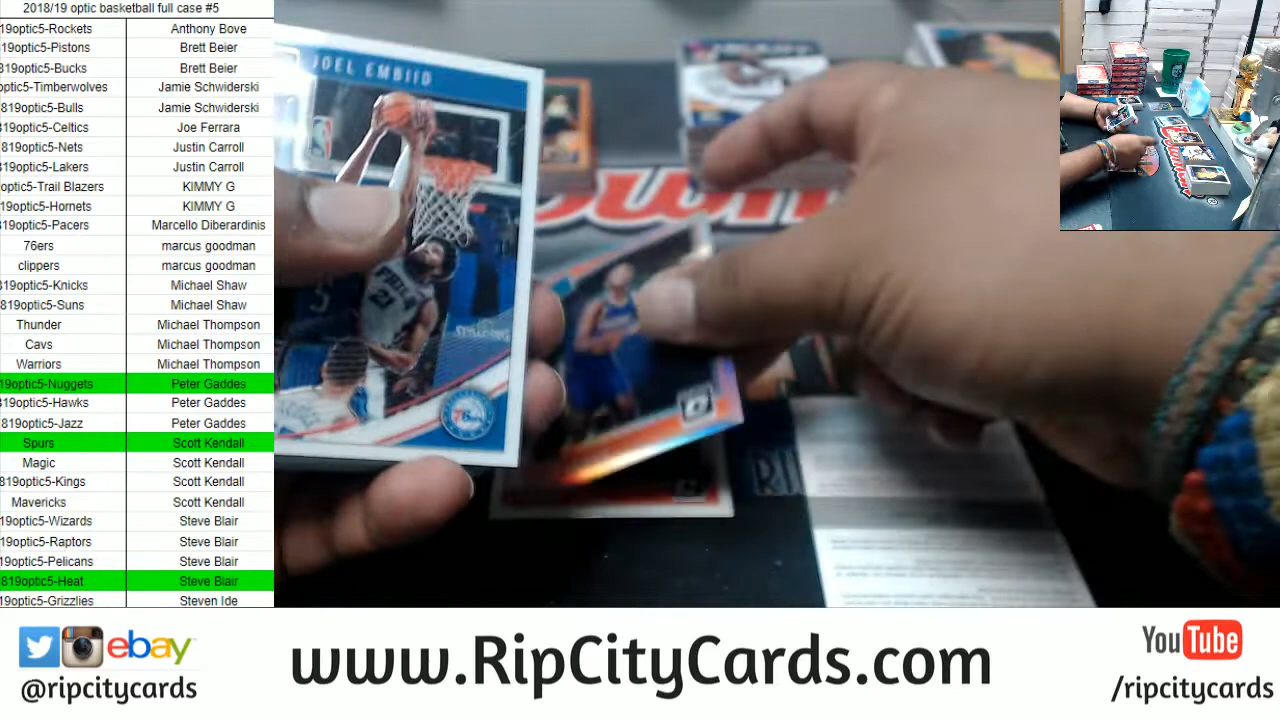 2018/19 optic basketball full case #5
19optic5-Rockets Anthony Bove
819optic5-Pistons Brett Beier
819optic5-Bucks Brett Beier
optic5-Timberwolves Jamie Schwiderski
819optic5-Bulls Jamie Schwiderski
819optic5-Celtics Joe Ferrara
819optic5-Nets Justin Carroll
819optic5-Lakers Justin Carroll
optic5-Trail Blazers KIMMY G
19optic5-Hornets KIMMY G
819optic5-Pacers Marcello Diberardinis
76ers marcus goodman
clippers marcus goodman
819optic5-Knicks Michael Shaw
819optic5-Suns Michael Shaw
Thunder Michael Thompson
Cavs Michael Thompson
Warriors Michael Thompson
19optic5-Nuggets Peter Gaddes
819optic5-Hawks Peter Gaddes
819optic5-Jazz Peter Gaddes
Spurs Scott Kendall
Magic Scott Kendall
819optic5-Kings Scott Kendall
Mavericks Scott Kendall
19optic5-Wizards Steve Blair
19optic5-Raptors Steve Blair
19optic5-Pelicans Steve Blair
819optic5-Heat Steve Blair
19optic5-Grizzlies Steven Ide
JOEL EMBIID
PHILA
21
SPALDING
76
ebay
@ripcitycards
www.RipCityCards.com
YouTube
/ripcitycards